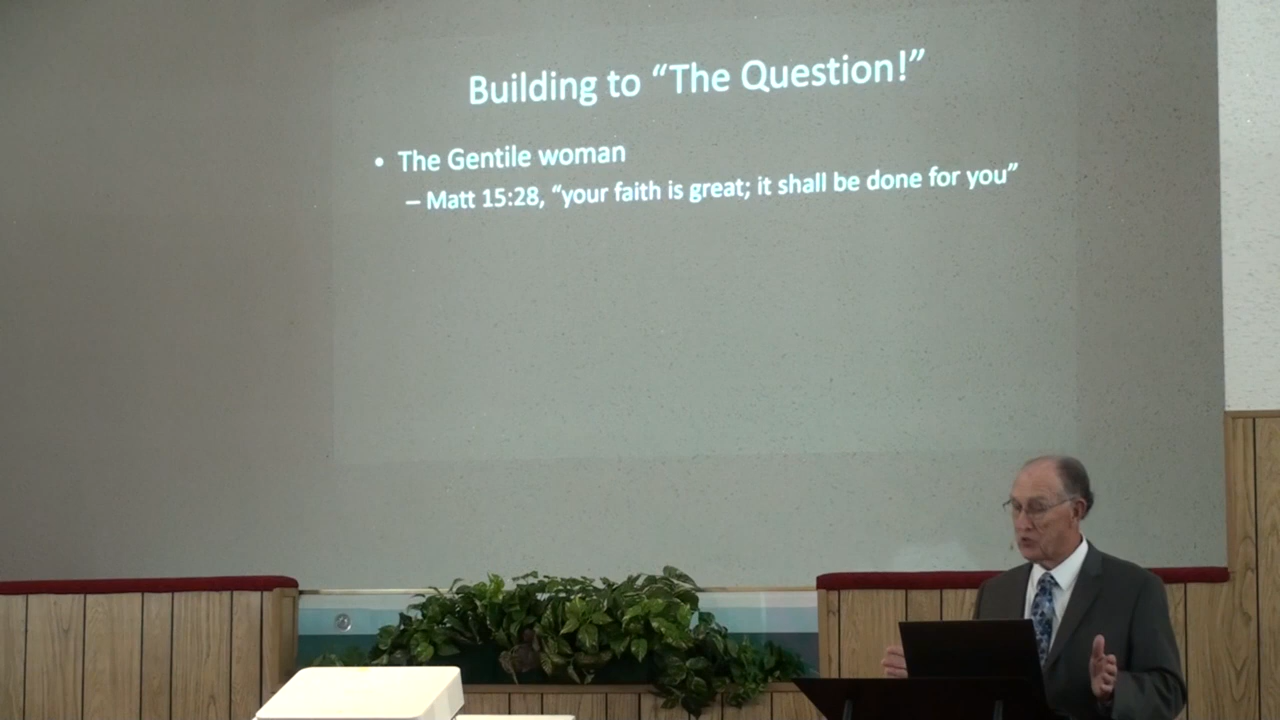 Building to “The Question!”
• The Gentile woman
– Matt 15:28, “your faith is great; it shall be done for you”